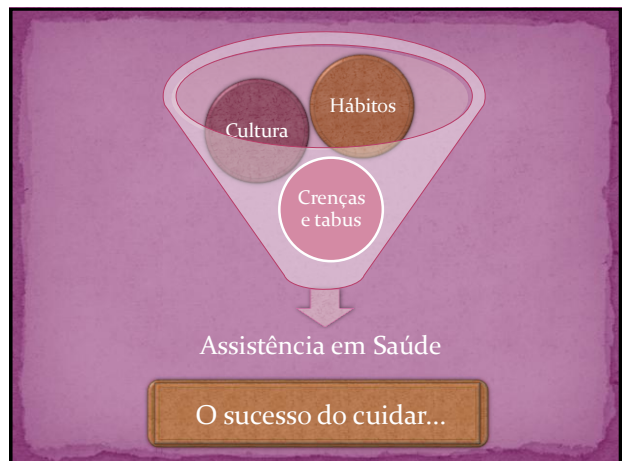 Hábitos
Cultura
Crenças
e tabus
Assistência em Saúde
O sucesso do cuidar...